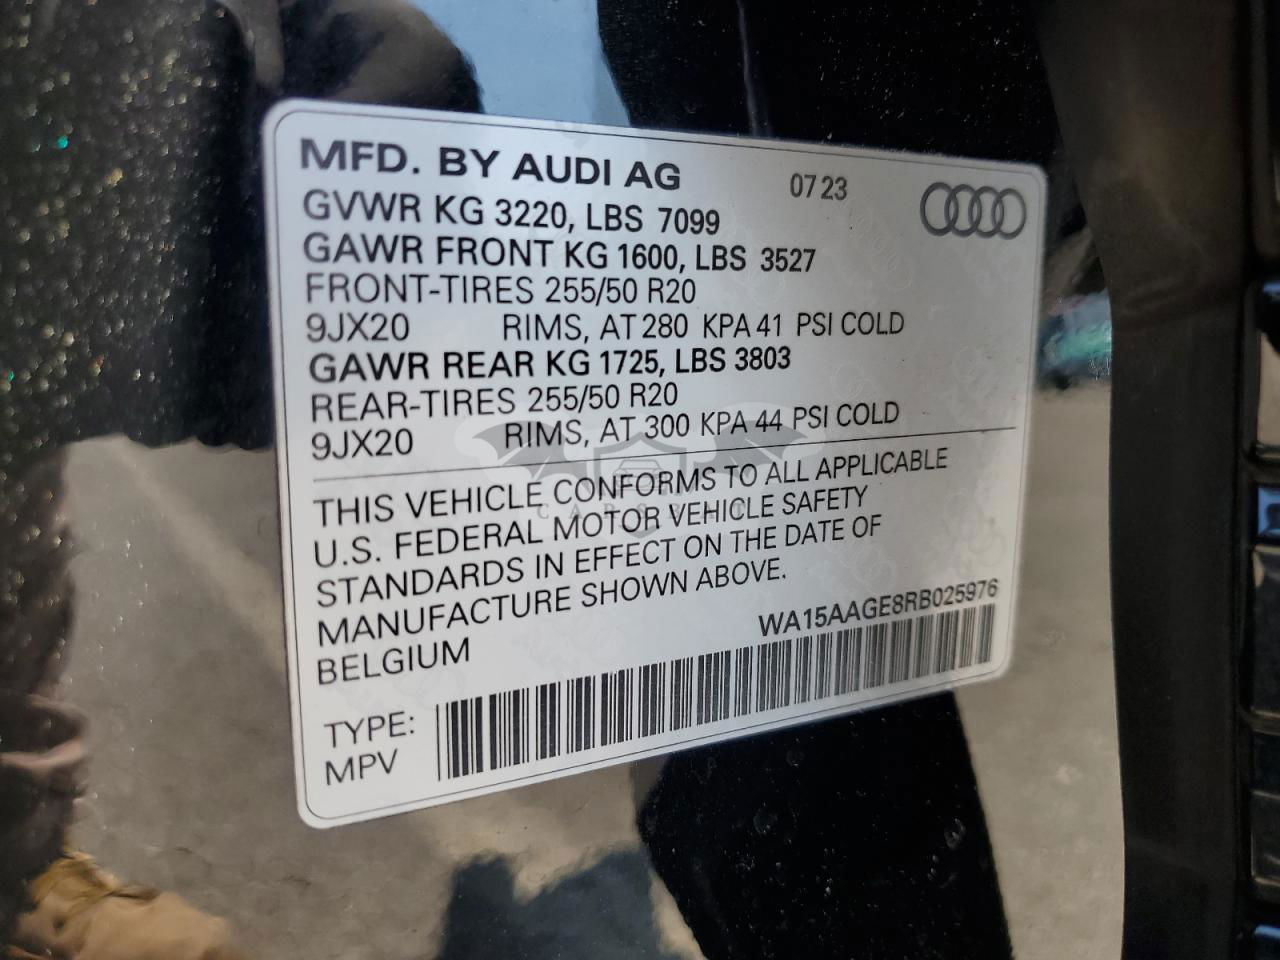 MFD. BY AUDI AG 0723
GVWR KG 3220, LBS 7099
GAWR FRONT KG 1600, LBS 3527
FRONT-TIRES 255/50 R20
9JX20 RIMS, AT 280 KPA 41 PSI COLD
GAWR REAR KG 1725, LBS 3803
REAR-TIRES 255/50 R20
9JX20 RIMS, AT 300 KPA 44 PSI COLD
THIS VEHICLE CONFORMS TO ALL APPLICABLE
U.S. FEDERAL MOTOR VEHICLE SAFETY
STANDARDS IN EFFECT ON THE DATE OF
MANUFACTURE SHOWN ABOVE.
BELGIUM
WA15AAGE8RB025976
TYPE:
MPV